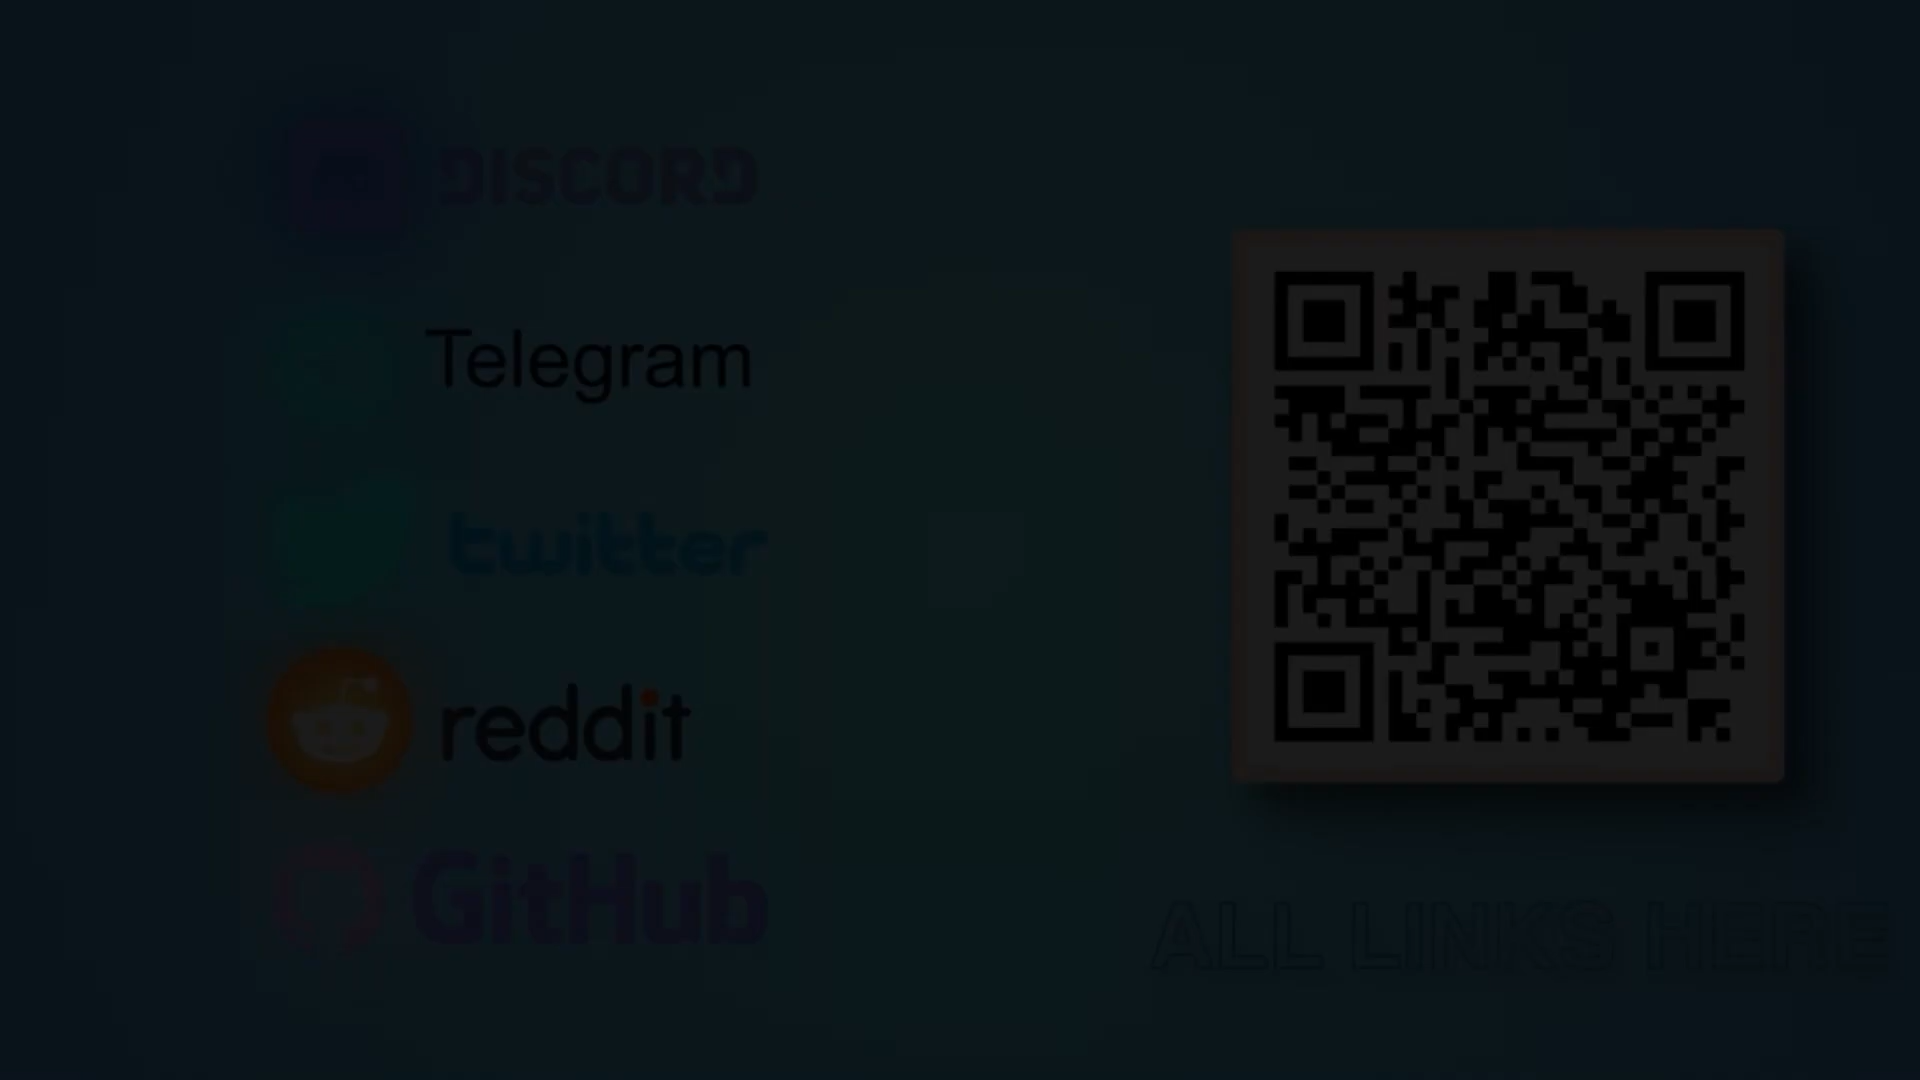 DISCORD
Telegram
twitter
reddit
GitHub
ALL LINKS HERE